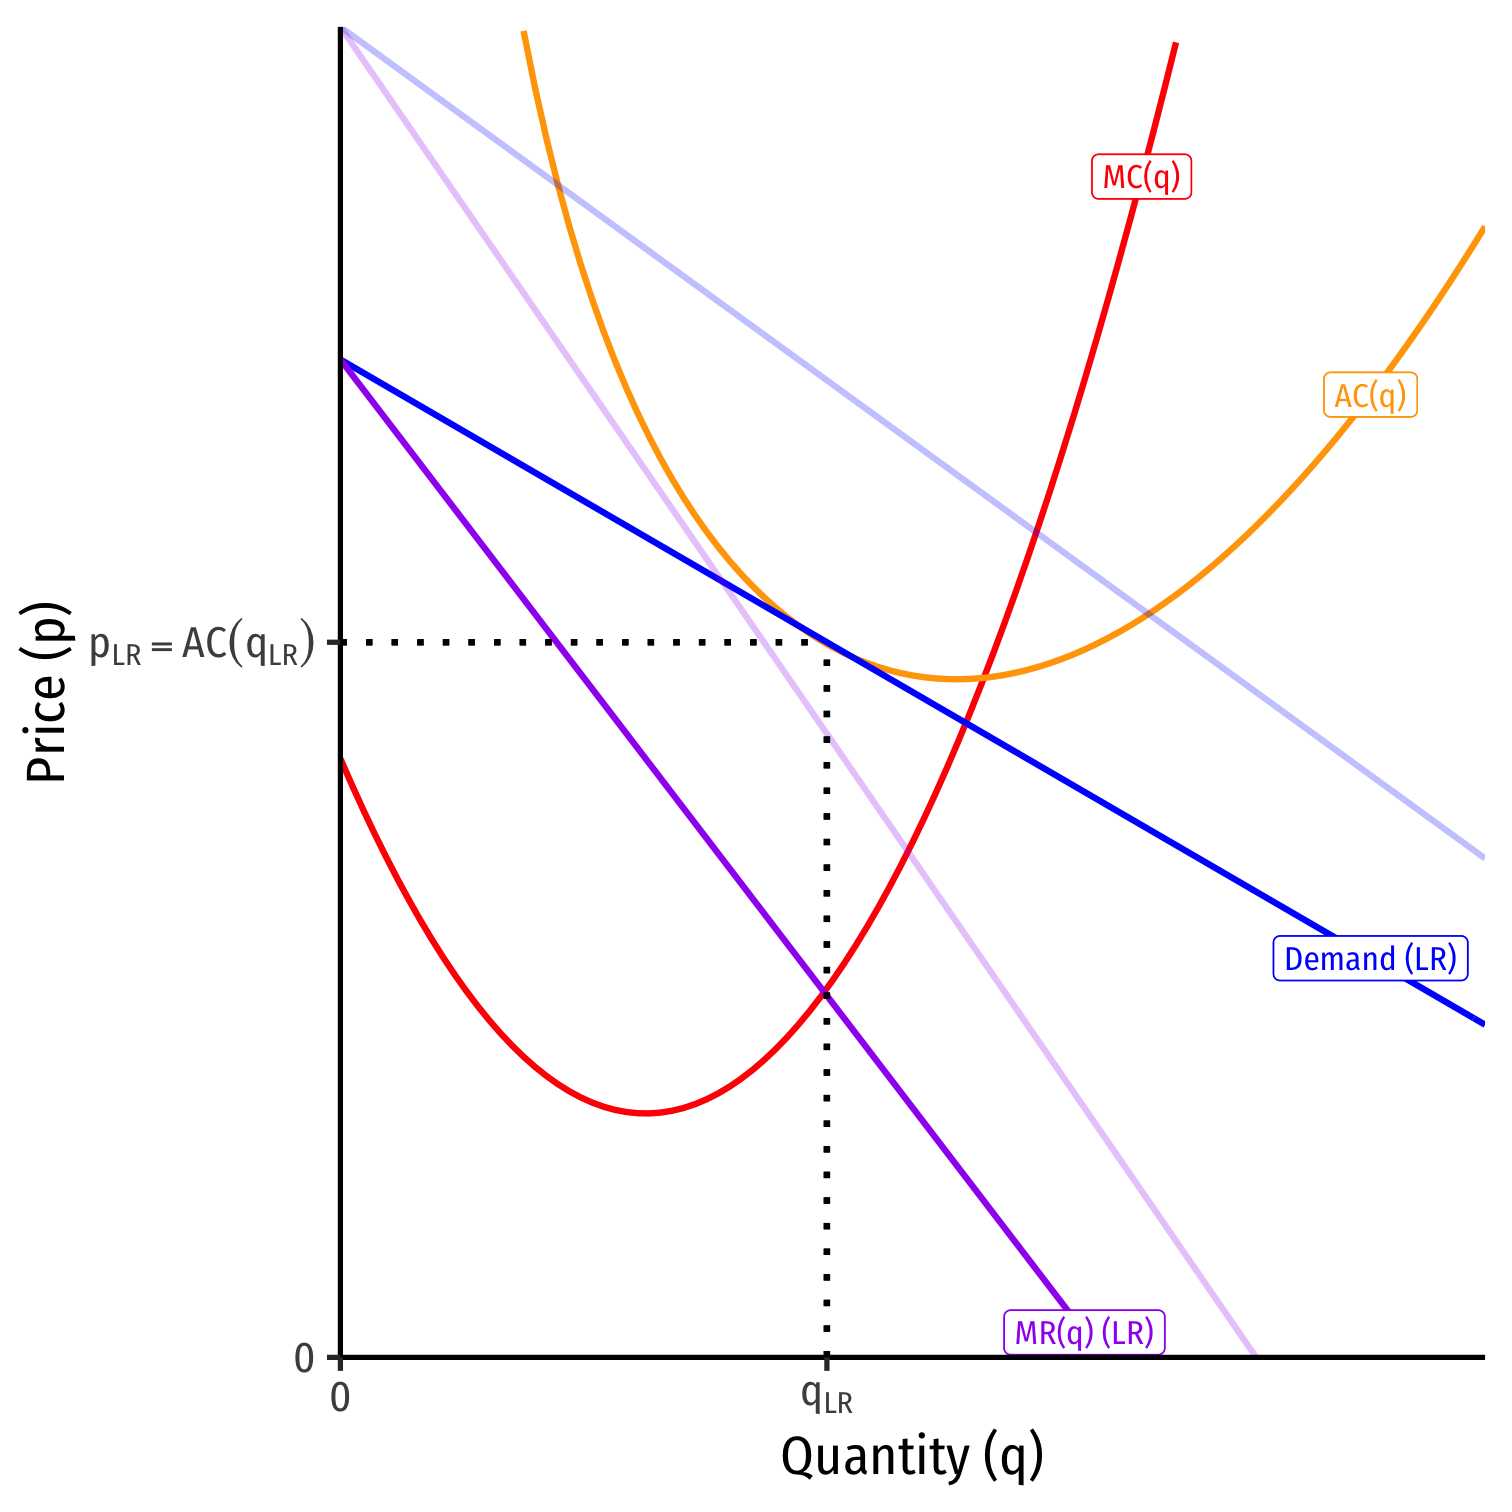 MC(q)
AC(q)
Price (p)
pLR = AC(qLR)
Demand (LR)
MR(q) (LR)
0
0
qLR
Quantity (q)